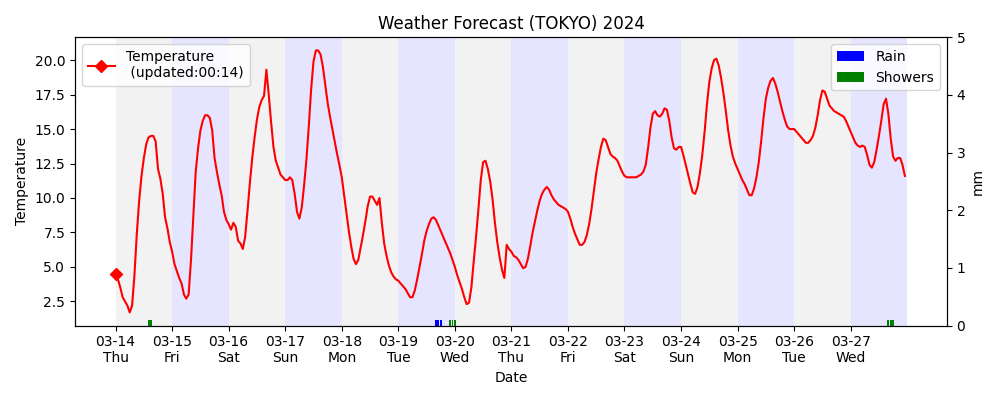 Weather Forecast (TOKYO) 2024
Temperature
(updated:00:14)
Rain
Showers
Temperature
20.0
17.5
15.0
12.5
10.0
7.5
5.0
2.5
5
4
3
2
1
0
mm
03-14 03-15 03-16 03-17 03-18 03-19 03-20 03-21 03-22 03-23 03-24 03-25 03-26 03-27
Thu Fri Sat Sun Mon Tue Wed Thu Fri Sat Sun Mon Tue Wed
Date